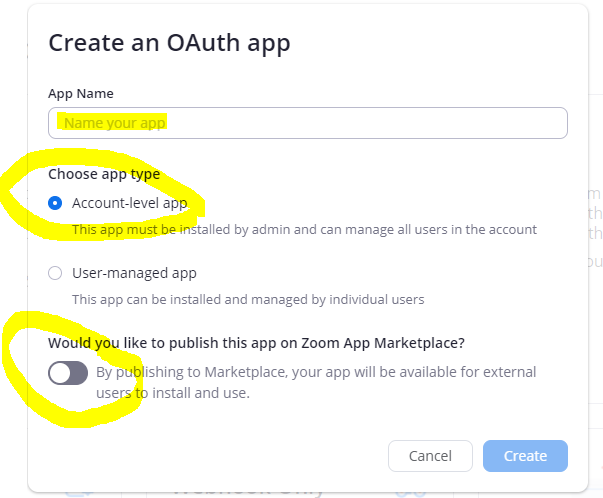 Create an OAuth app
App Name
Name your app
Choose app type
Account-level app
This app must be installed by admin and can manage all users in the account
User-managed app
This app can be installed and managed by individual users
Would you like to publish this app on Zoom App Marketplace?
By publishing to Marketplace, your app will be available for external
users to install and use.
Cancel
Create
Webhook Only